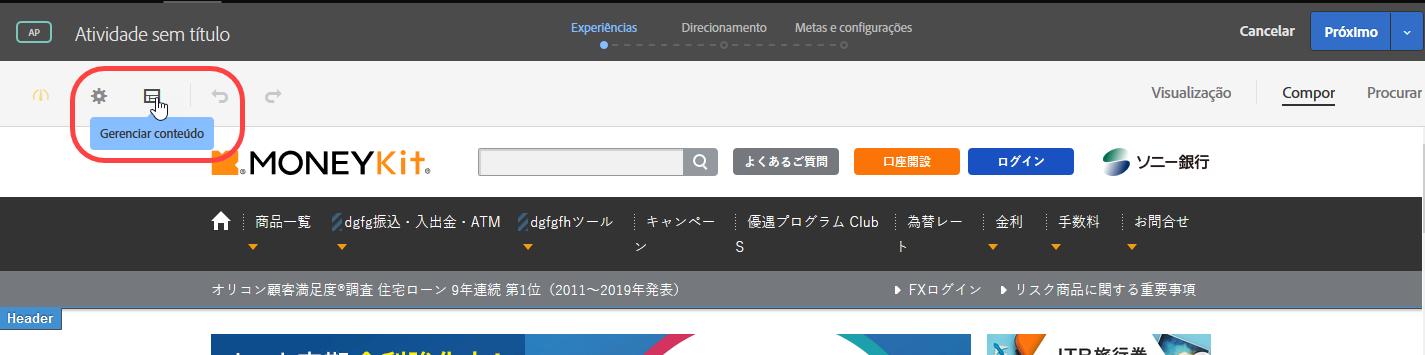 AP
Atividade sem título
Experiências
Direcionamento
Metas e configurações
Cancelar
Próximo
Visualização
Compor
Procurar
Gerenciar conteúdo
MONEYKit
よくあるご質問
口座開設
ログイン
ソニー銀行
商品一覧
dgfg振込・入出金・ATM
dgfgfhツール
キャンペー
ン
優遇プログラム Club
S
為替レー
ト
金利
手数料
お問合せ
オリコン顧客満足度®調査 住宅ローン 9年連続 第1位（2011～2019年発表）
FXログイン
リスク商品に関する重要事項
Header
JTB旅行券